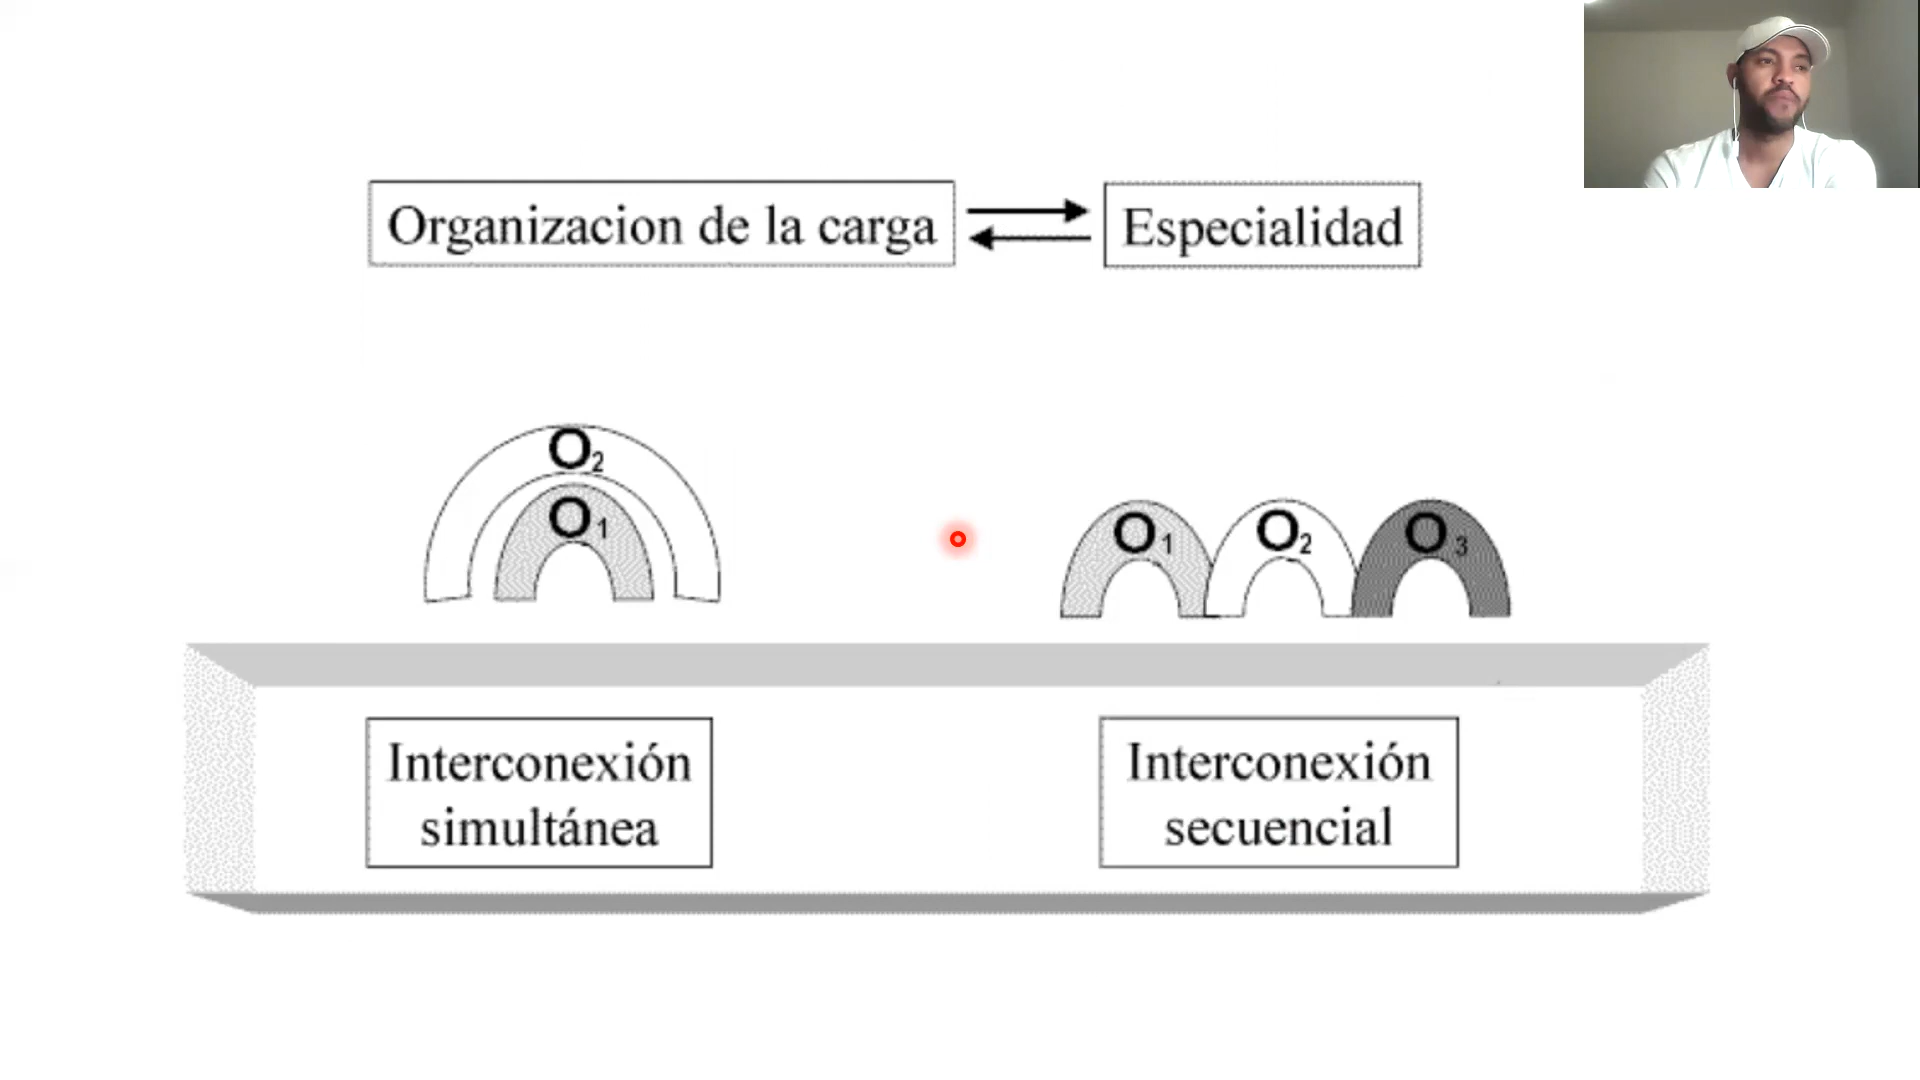 Organizacion de la carga
Especialidad
O2
O1
O1
O2
O3
Interconexión
simultánea
Interconexión
secuencial